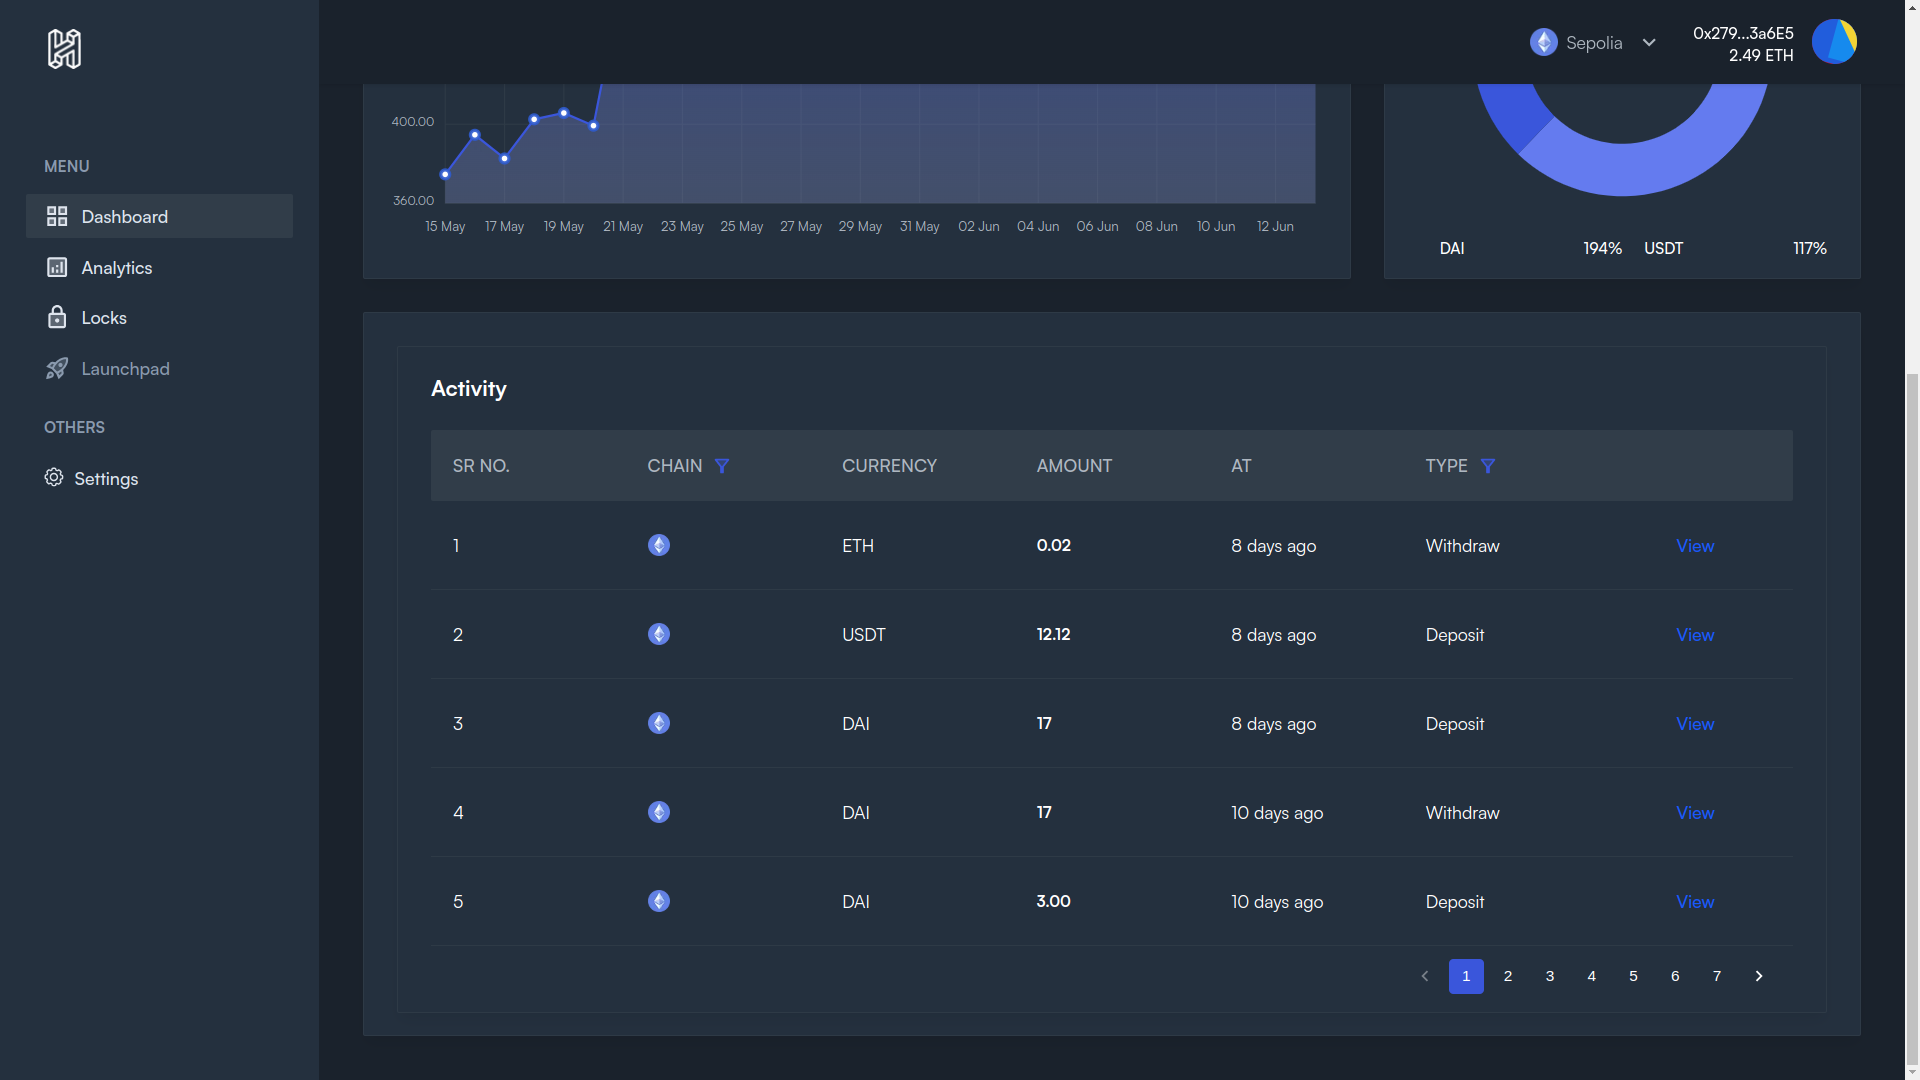 Sepolia
0x279...3a6E5
2.49 ETH
MENU
Dashboard
Analytics
Locks
Launchpad
OTHERS
Settings
400.00
360.00
15 May 17 May 19 May 21 May 23 May 25 May 27 May 29 May 31 May 02 Jun 04 Jun 06 Jun 08 Jun 10 Jun 12 Jun
DAI 194% USDT 117%
Activity
SR NO. CHAIN CURRENCY AMOUNT AT TYPE
1 ETH 0.02 8 days ago Withdraw View
2 USDT 12.12 8 days ago Deposit View
3 DAI 17 8 days ago Deposit View
4 DAI 17 10 days ago Withdraw View
5 DAI 3.00 10 days ago Deposit View
1 2 3 4 5 6 7